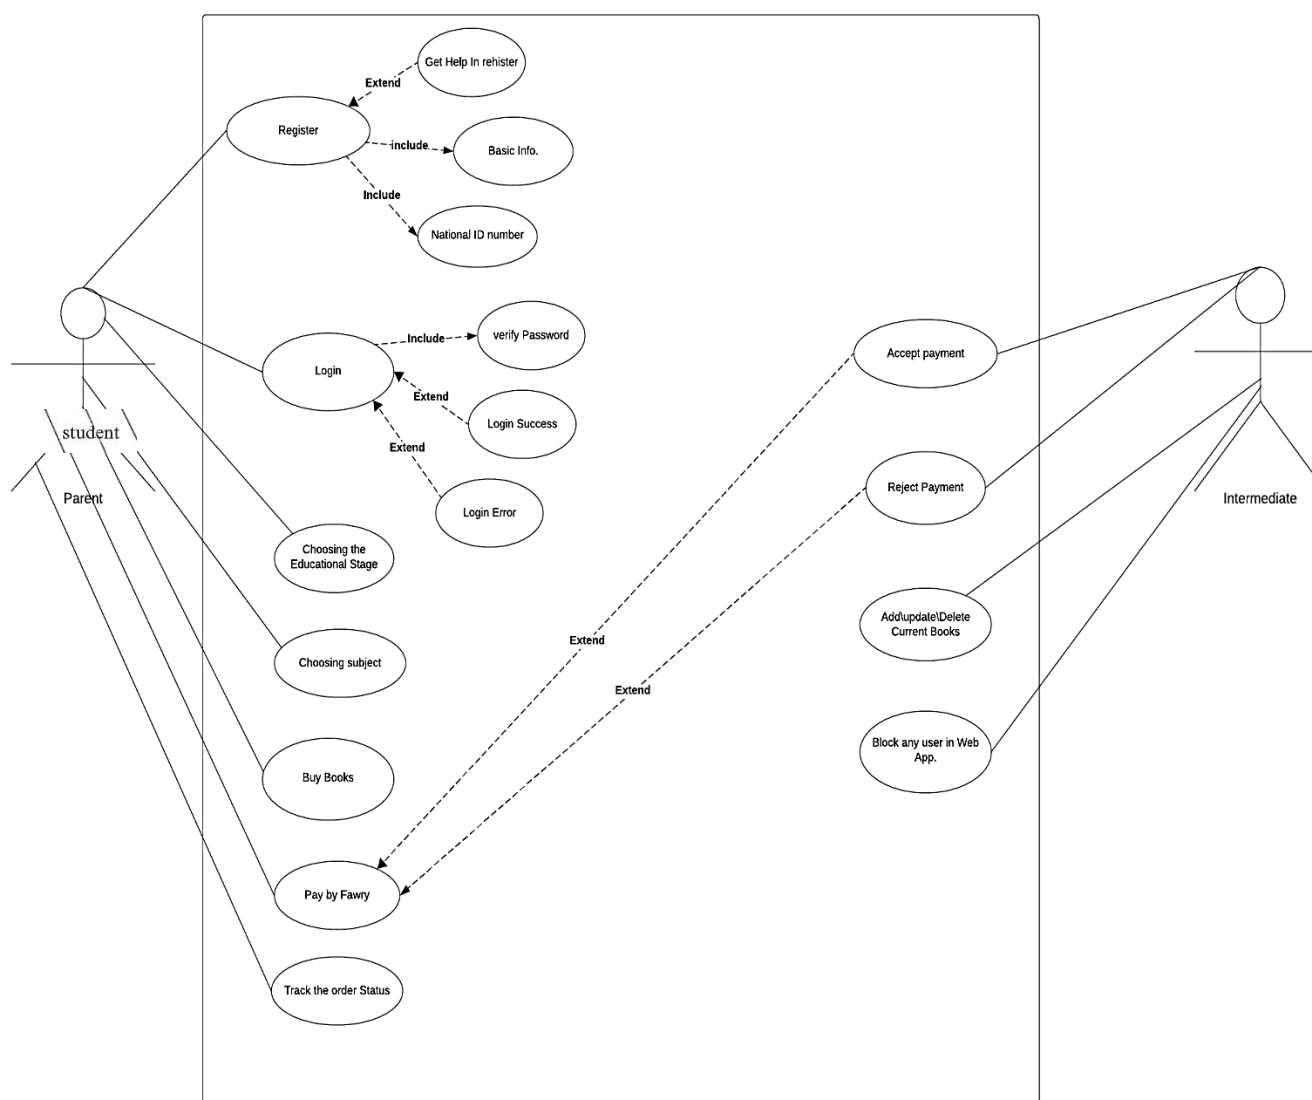 Get Help In rehister
Extend
Register
include
Basic Info.
Include
National ID number
Login
Include
verify Password
Extend
Login Success
Extend
Login Error
student
Parent
Choosing the
Educational Stage
Choosing subject
Buy Books
Pay by Fawry
Track the order Status
Extend
Extend
Accept payment
Reject Payment
Add\update\Delete
Current Books
Block any user in Web
App.
Intermediate